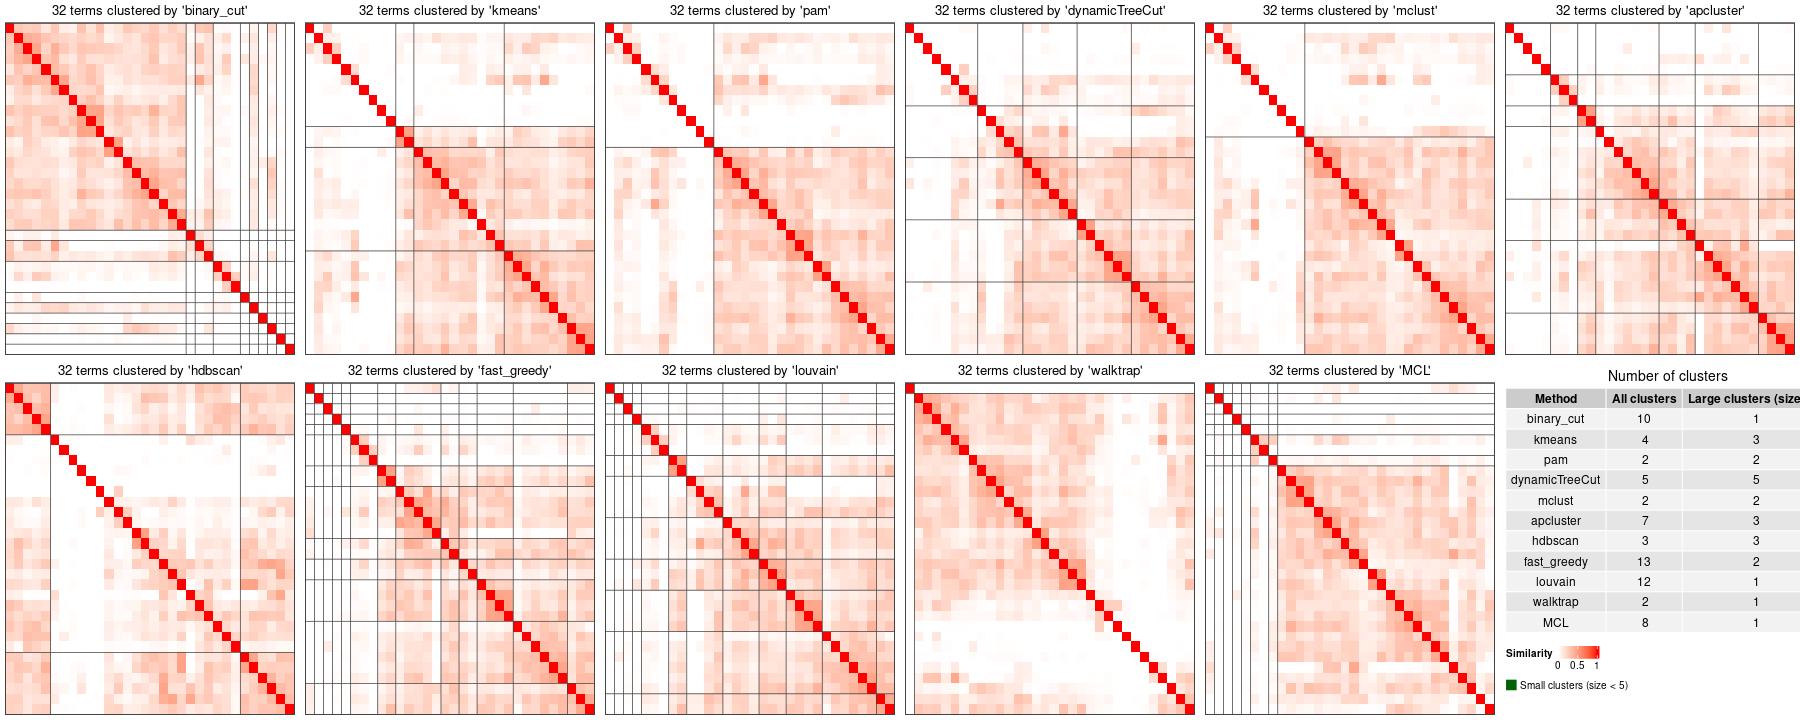 32 terms clustered by 'binary_cut'
32 terms clustered by 'kmeans'
32 terms clustered by 'pam'
32 terms clustered by 'dynamicTreeCut'
32 terms clustered by 'mclust'
32 terms clustered by 'apcluster'
32 terms clustered by 'hdbscan'
32 terms clustered by 'fast_greedy'
32 terms clustered by 'louvain'
32 terms clustered by 'walktrap'
32 terms clustered by 'MCL'
Number of clusters
Method All clusters Large clusters (size
binary_cut 10 1
kmeans 4 3
pam 2 2
dynamicTreeCut 5 5
mclust 2 2
apcluster 7 3
hdbscan 3 3
fast_greedy 13 2
louvain 12 1
walktrap 2 1
MCL 8 1
Similarity
0 0.5 1
Small clusters (size < 5)